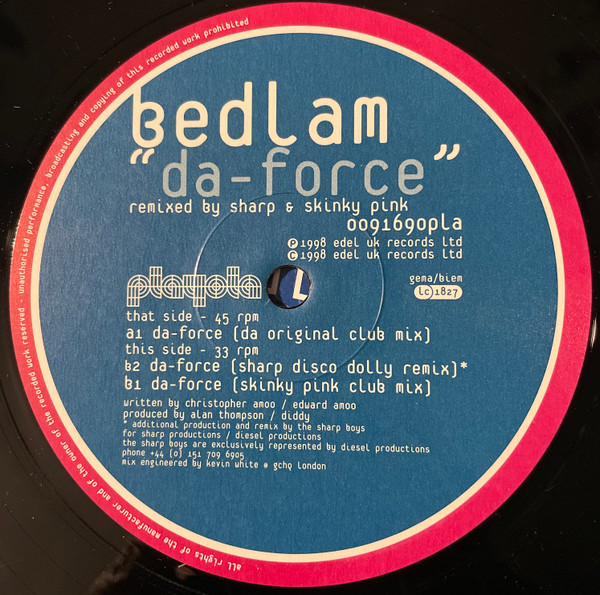 bedlam
"da-force"
remixed by sharp & skinky pink
0091690pla
℗1998 edel uk records ltd
©1998 edel uk records ltd
playola
gema/biem
LC 1827
that side - 45 rpm
a1 da-force (da original club mix)
this side - 33 rpm
b2 da-force (sharp disco dolly remix)*
b1 da-force (skinky pink club mix)
written by christopher amoo / edward amoo
produced by alan thompson / diddy
* additional production and remix by the sharp boys
for sharp productions / diesel productions
the sharp boys are exclusively represented by diesel productions
phone +44 (0) 151 709 6905
mix engineered by kevin white @ gchq london
all rights of the manufacturer and of the owner of the recorded work reserved - unauthorised performance, broadcasting and copying of this recorded work prohibited